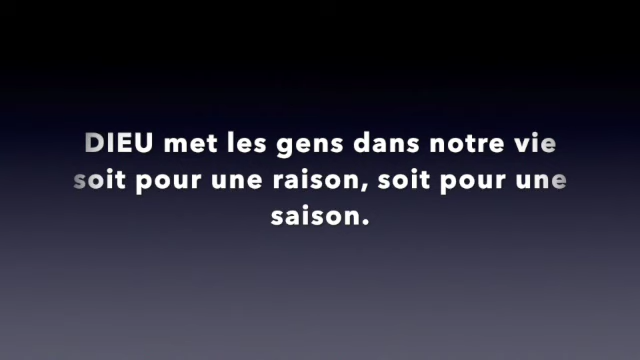 DIEU met les gens dans notre vie
soit pour une raison, soit pour une
saison.